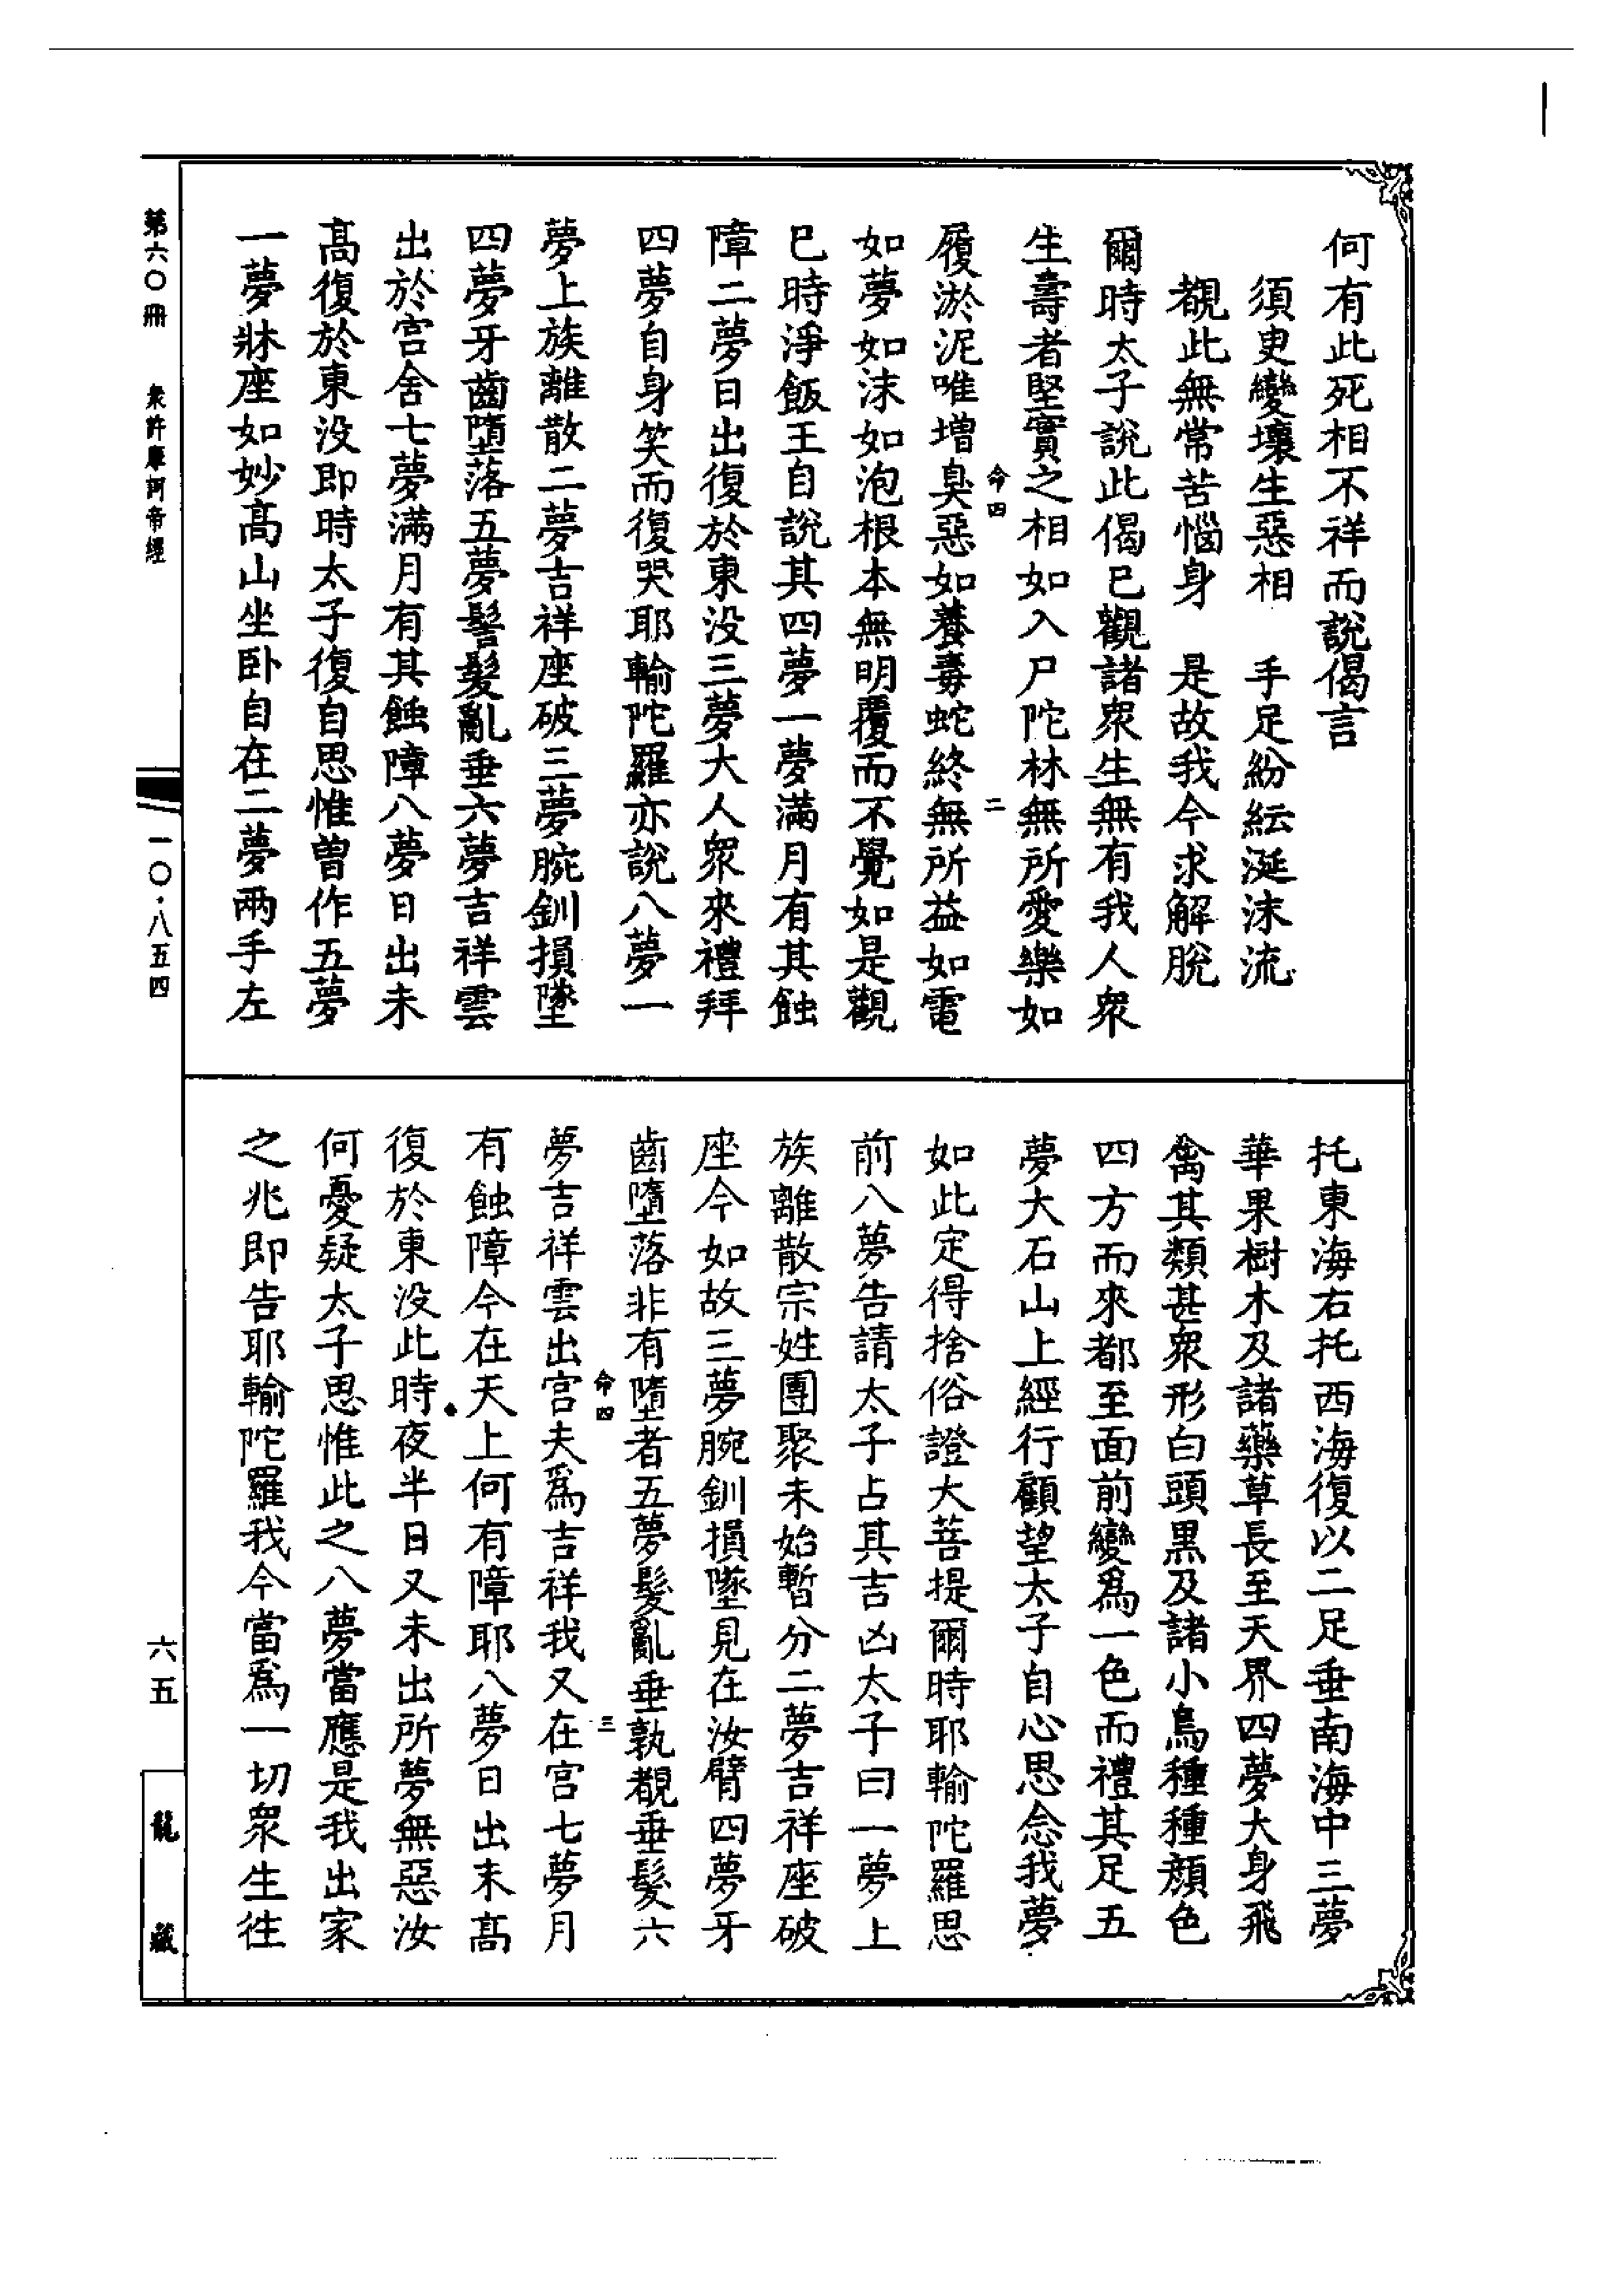 何有此死相不祥而說偈言
須臾變壞生惡相　手足紛紜涎沫流
覩此無常苦惱身　是故我今求解脫
爾時太子說此偈已觀諸眾生無有我人眾
生壽者堅實之相如入尸陀林無所愛樂如
命四　二
履淤泥唯增臭惡如養毒蛇終無所益如電
如夢如沫如泡根本無明覆而不覺如是觀
已時淨飯王自說其四夢一夢滿月有其蝕
障二夢日出復於東沒三夢大人眾來禮拜
四夢自身笑而復哭耶輸陀羅亦說八夢一
夢上族離散二夢吉祥座破三夢腕釧損墜
四夢牙齒墮落五夢髻髮亂垂六夢吉祥雲
出於宮舍七夢滿月有其蝕障八夢日出未
高復於東沒即時太子復自思惟曾作五夢
一夢牀座如妙高山坐臥自在二夢兩手左
托東海右托西海復以二足垂南海中三夢
華果樹木及諸藥草長至天界四夢大身飛
禽其類甚眾形白頭黑及諸小鳥種種顏色
四方而來都至面前變為一色而禮其足五
夢大石山上經行顧望太子自心思念我夢
如此定得捨俗證大菩提爾時耶輸陀羅思
前八夢告請太子占其吉凶太子曰一夢上
族離散宗姓團聚未始暫分二夢吉祥座破
座今如故三夢腕釧損墜見在汝臂四夢牙
齒墮落非有墮者五夢髮亂垂孰覩垂髮六
命四　三
夢吉祥雲出宮夫為吉祥我又在宮七夢月
有蝕障今在天上何有障耶八夢日出未高
復於東沒此時夜半日又未出所夢無惡汝
何憂疑太子思惟此之八夢當應是我出家
之兆即告耶輸陀羅我今當為一切眾生往
第六〇冊　眾許摩訶帝經
一〇·八五四
六五
龍藏